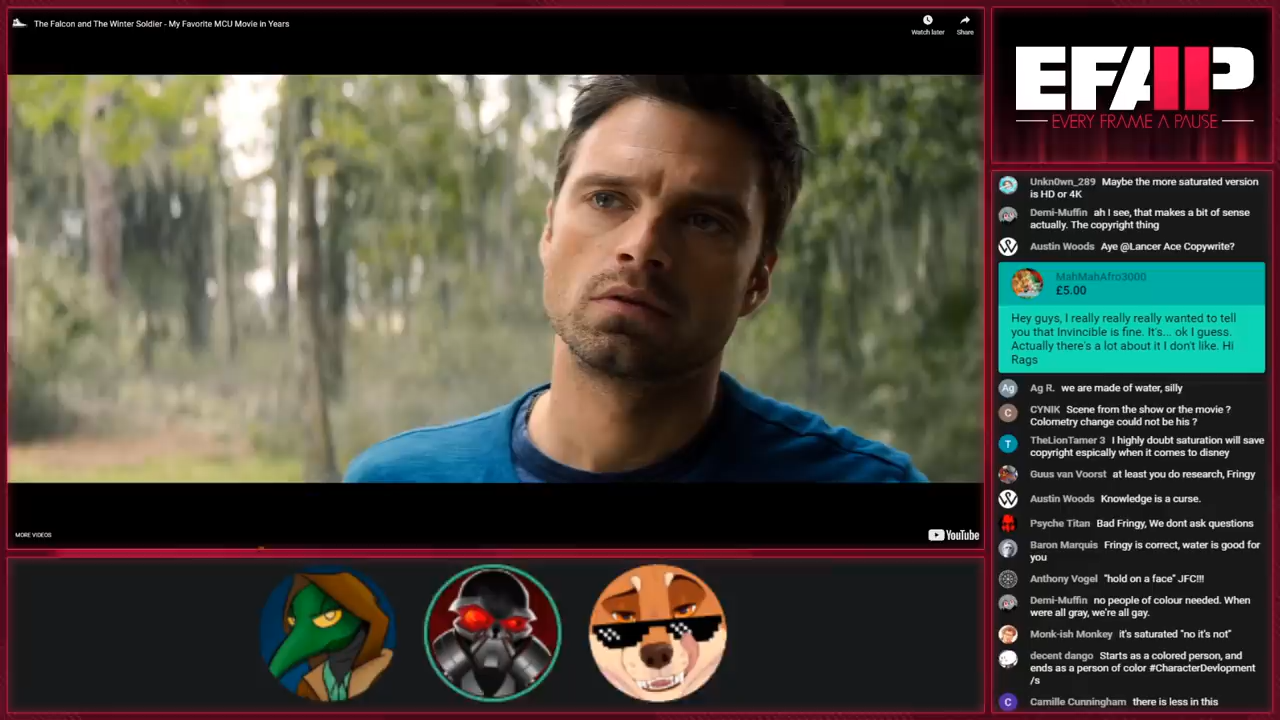 The Falcon and The Winter Soldier - My Favorite MCU Movie in Years
Watch later
Share
MORE VIDEOS
YouTube
EFAP
EVERY FRAME A PAUSE
Unkn0wn_289 Maybe the more saturated version
is HD or 4K
Demi-Muffin ah I see, that makes a bit of sense
actually. The copyright thing
Austin Woods Aye @Lancer Ace Copywrite?
MahMahAfro3000
£5.00
Hey guys, I really really really wanted to tell
you that Invincible is fine. It's... ok I guess.
Actually there's a lot about it I don't like. Hi
Rags
Ag
Ag R. we are made of water, silly
C
CYNIK Scene from the show or the movie ?
Colometry change could not be his ?
T
TheLionTamer 3 I highly doubt saturation will save
copyright espically when it comes to disney
Guus van Voorst at least you do research, Fringy
Austin Woods Knowledge is a curse.
Psyche Titan Bad Fringy, We dont ask questions
Baron Marquis Fringy is correct, water is good for
you
Anthony Vogel "hold on a face" JFC!!!
Demi-Muffin no people of colour needed. When
were all gray, we're all gay.
Monk-ish Monkey it's saturated "no it's not"
decent dango Starts as a colored person, and
ends as a person of color #CharacterDevlopment
/s
C
Camille Cunningham there is less in this